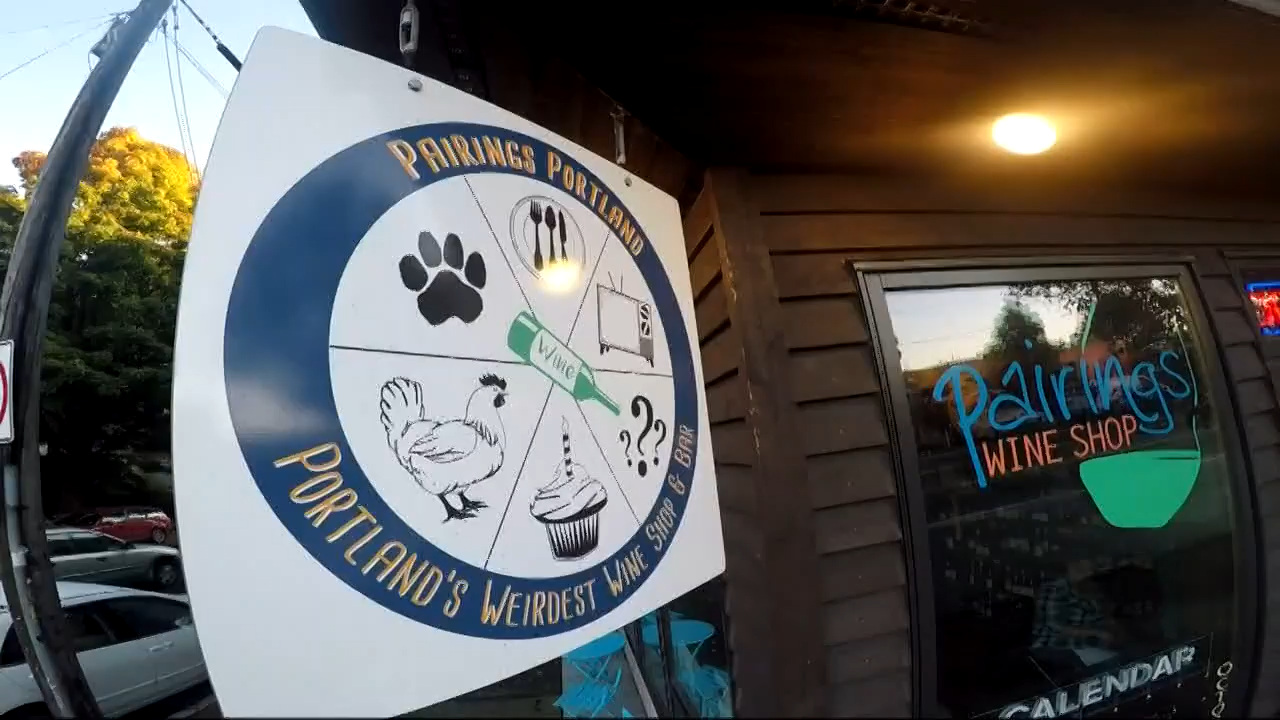 PAIRINGS PORTLAND
WINE
? ? ?
PORTLAND'S WEIRDEST WINE SHOP & BAR
Pairings
WINE SHOP
CALENDAR